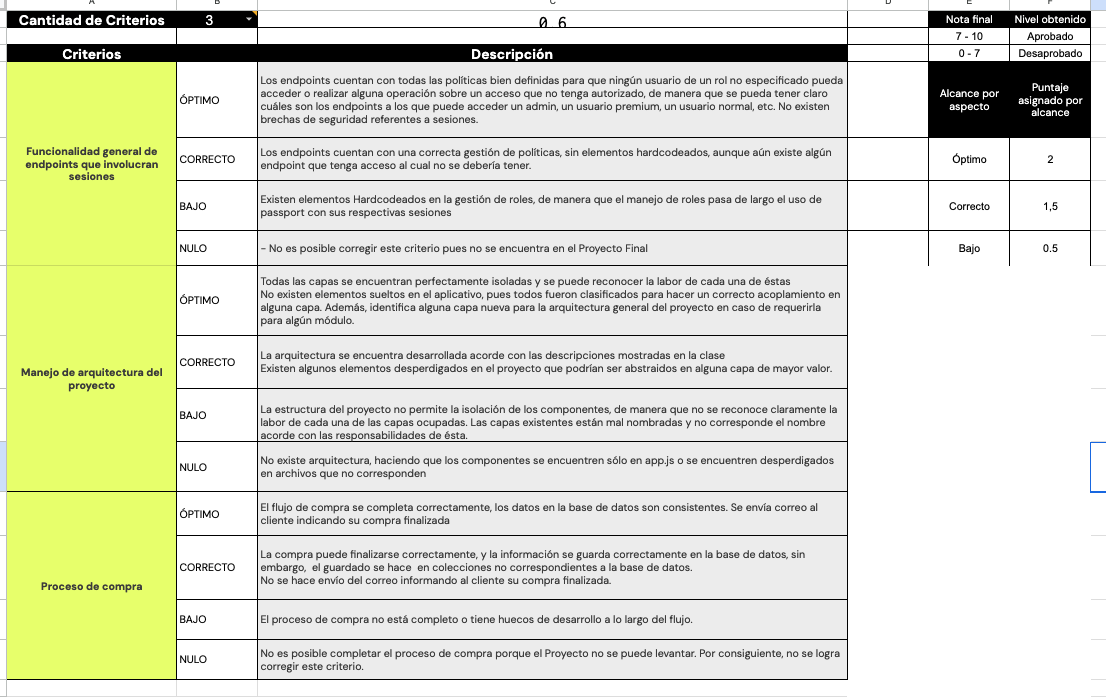 A B C D E F
Cantidad de Criterios 3 0 6 Nota final Nivel obtenido
7 - 10 Aprobado
Criterios Descripción 0 - 7 Desaprobado
Funcionalidad general de
endpoints que involucran
sesiones
ÓPTIMO
Los endpoints cuentan con todas las políticas bien definidas para que ningún usuario de un rol no especificado pueda
acceder o realizar alguna operación sobre un acceso que no tenga autorizado, de manera que se pueda tener claro
cuáles son los endpoints a los que puede acceder un admin, un usuario premium, un usuario normal, etc. No existen
brechas de seguridad referentes a sesiones.
Alcance por
aspecto
Puntaje
asignado por
alcance
CORRECTO
Los endpoints cuentan con una correcta gestión de políticas, sin elementos hardcodeados, aunque aún existe algún
endpoint que tenga acceso al cual no se debería tener.
Óptimo 2
BAJO
Existen elementos Hardcodeados en la gestión de roles, de manera que el manejo de roles pasa de largo el uso de
passport con sus respectivas sesiones
Correcto 1,5
NULO
- No es posible corregir este criterio pues no se encuentra en el Proyecto Final
Bajo 0.5
Manejo de arquitectura del
proyecto
ÓPTIMO
Todas las capas se encuentran perfectamente isoladas y se puede reconocer la labor de cada una de éstas
No existen elementos sueltos en el aplicativo, pues todos fueron clasificados para hacer un correcto acoplamiento en
alguna capa. Además, identifica alguna capa nueva para la arquitectura general del proyecto en caso de requerirla
para algún módulo.
CORRECTO
La arquitectura se encuentra desarrollada acorde con las descripciones mostradas en la clase
Existen algunos elementos desperdigados en el proyecto que podrían ser abstraidos en alguna capa de mayor valor.
BAJO
La estructura del proyecto no permite la isolación de los componentes, de manera que no se reconoce claramente la
labor de cada una de las capas ocupadas. Las capas existentes están mal nombradas y no corresponde el nombre
acorde con las responsabilidades de ésta.
NULO
No existe arquitectura, haciendo que los componentes se encuentren sólo en app.js o se encuentren desperdigados
en archivos que no corresponden
Proceso de compra
ÓPTIMO
El flujo de compra se completa correctamente, los datos en la base de datos son consistentes. Se envía correo al
cliente indicando su compra finalizada
CORRECTO
La compra puede finalizarse correctamente, y la información se guarda correctamente en la base de datos, sin
embargo, el guardado se hace en colecciones no correspondientes a la base de datos.
No se hace envío del correo informando al cliente su compra finalizada.
BAJO
El proceso de compra no está completo o tiene huecos de desarrollo a lo largo del flujo.
NULO
No es posible completar el proceso de compra porque el Proyecto no se puede levantar. Por consiguiente, no se logra
corregir este criterio.